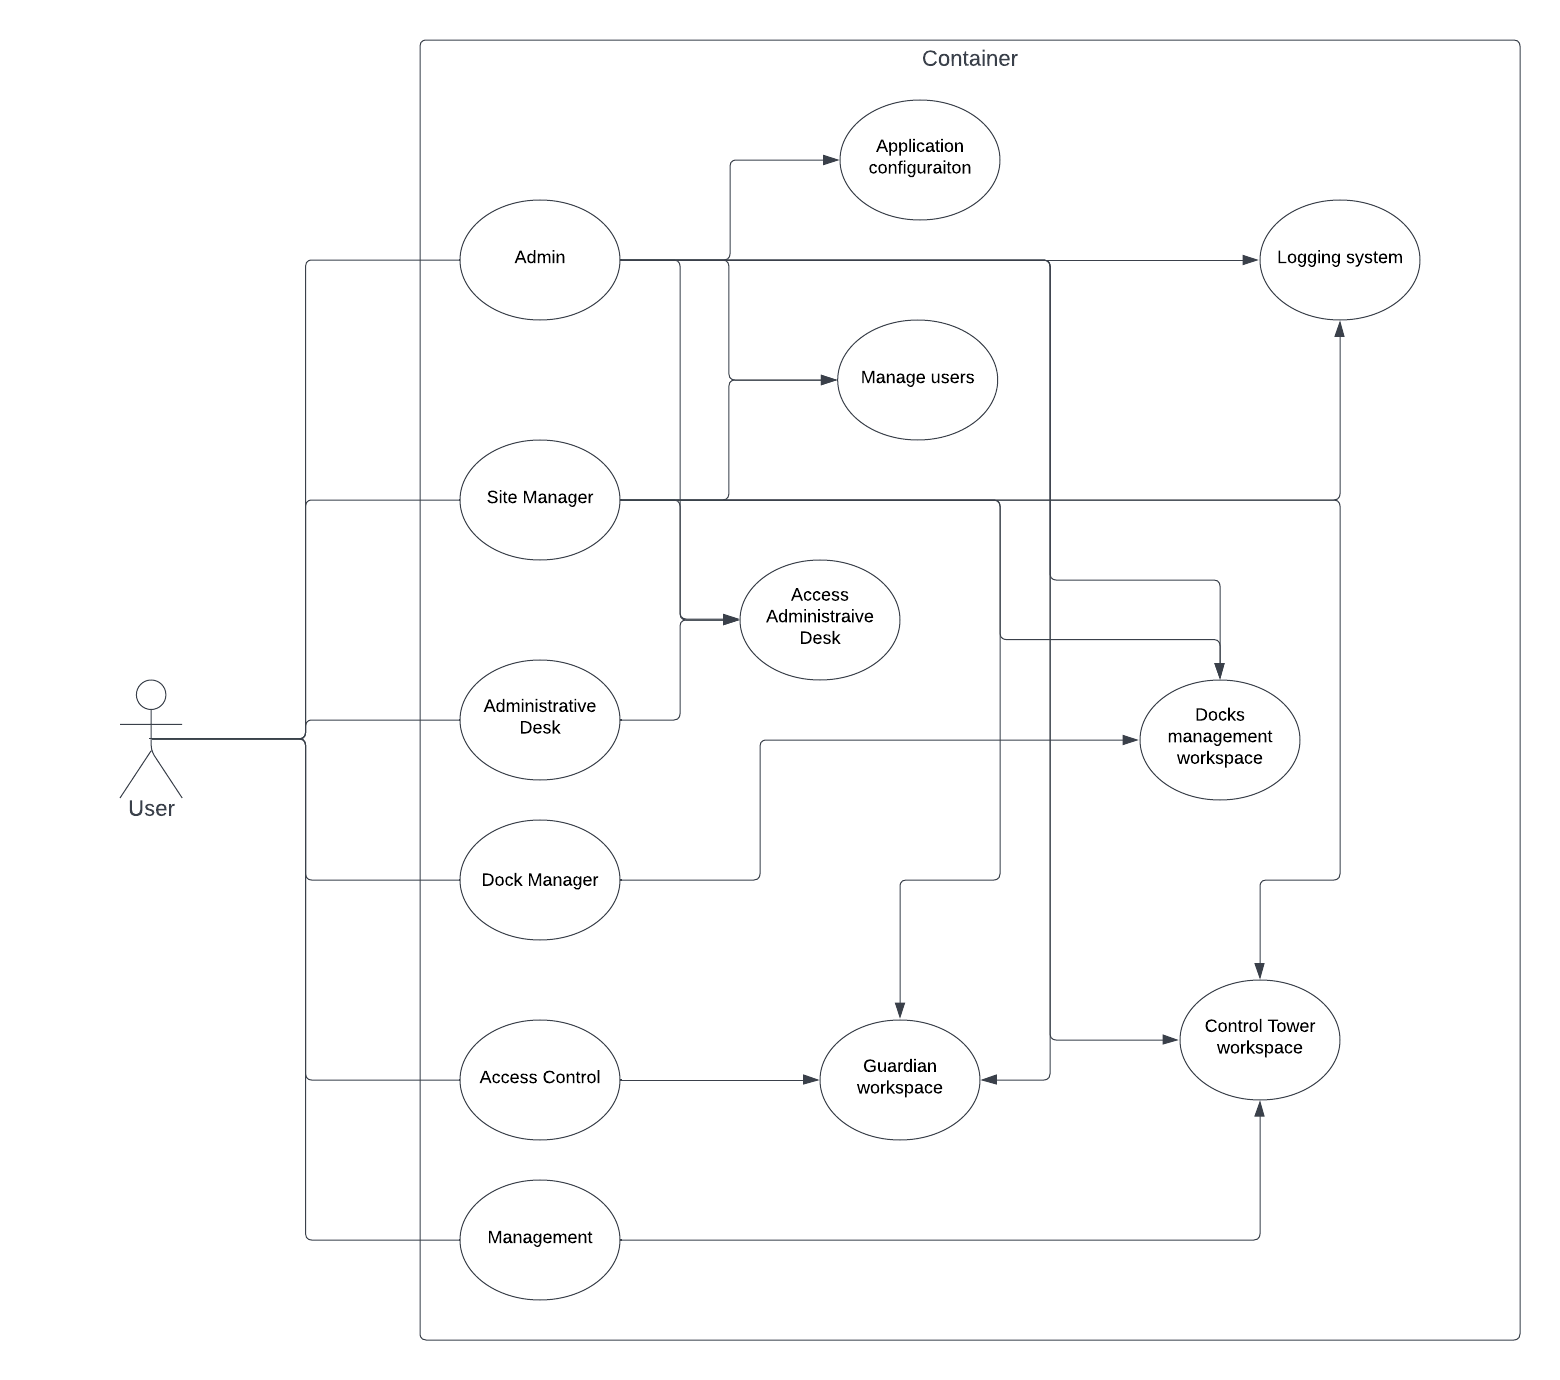 Container
Application
configuraiton
Admin
Logging system
Manage users
Site Manager
Access
Administraive
Desk
Administrative
Desk
Docks
management
workspace
User
Dock Manager
Control Tower
workspace
Access Control
Guardian
workspace
Management